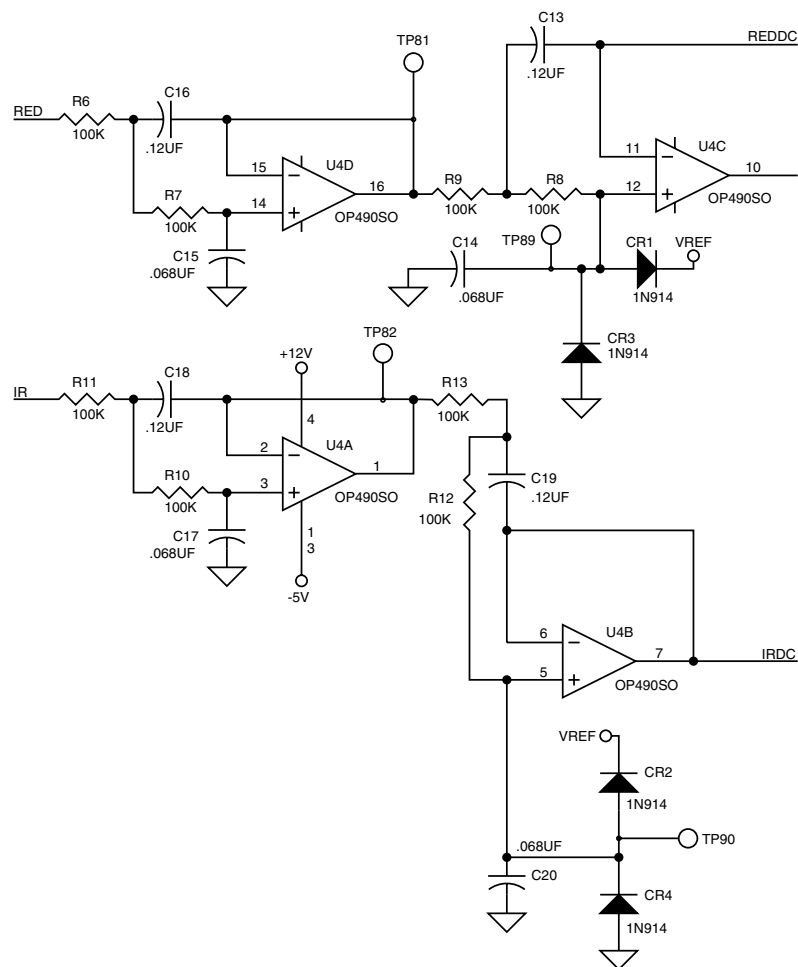 C13
REDDC
.12UF
TP81
R6
C16
RED
100K
.12UF
U4D
15
16
14
R7
100K
OP490SO
C15
.068UF
R9
100K
R8
100K
U4C
11
10
12
OP490SO
C14
.068UF
TP89
CR1
VREF
1N914
CR3
1N914
TP82
+12V
4
R11
C18
IR
100K
.12UF
U4A
2
1
3
R10
100K
OP490SO
C17
.068UF
1
3
-5V
R13
100K
R12
100K
C19
.12UF
U4B
6
7
5
IRDC
OP490SO
VREF
CR2
1N914
TP90
.068UF
C20
CR4
1N914